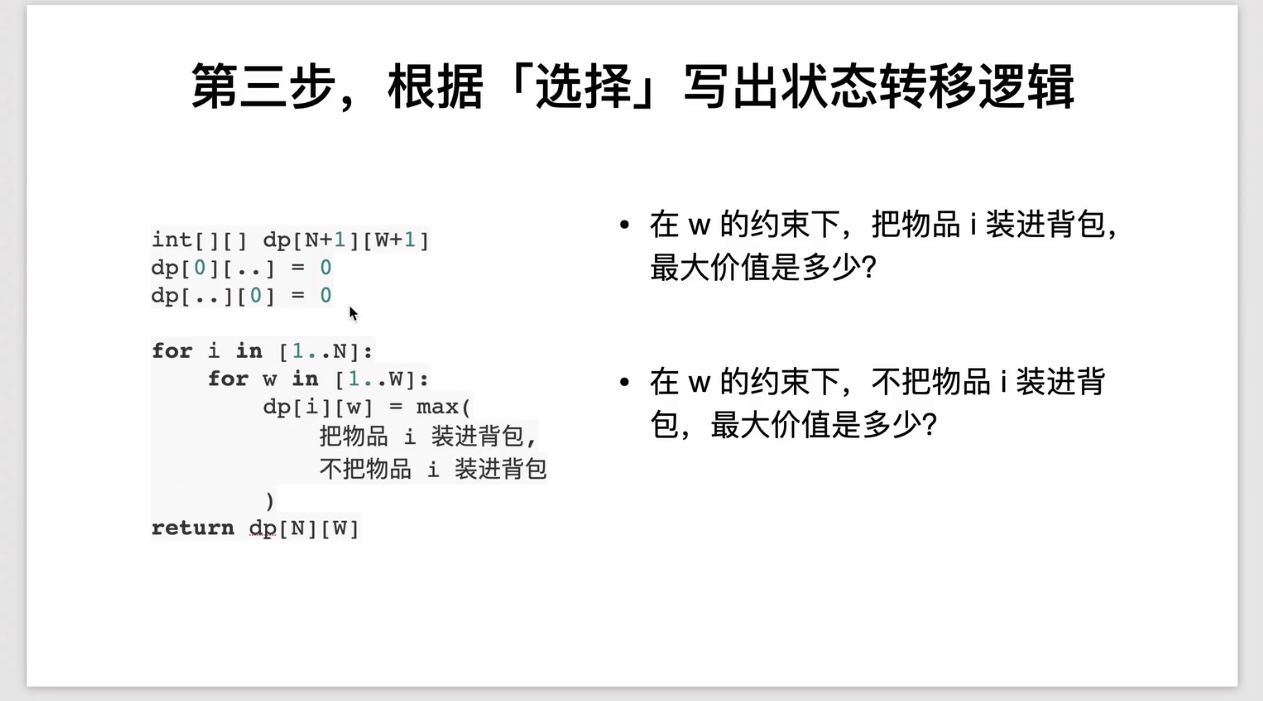 第三步，根据「选择」写出状态转移逻辑
int[][] dp[N+1][W+1]
dp[0][..] = 0
dp[..][0] = 0
for i in [1..N]:
    for w in [1..W]:
        dp[i][w] = max(
            把物品 i 装进背包,
            不把物品 i 装进背包
        )
return dp[N][W]
• 在 w 的约束下，把物品 i 装进背包，
最大价值是多少？
• 在 w 的约束下，不把物品 i 装进背
包，最大价值是多少？